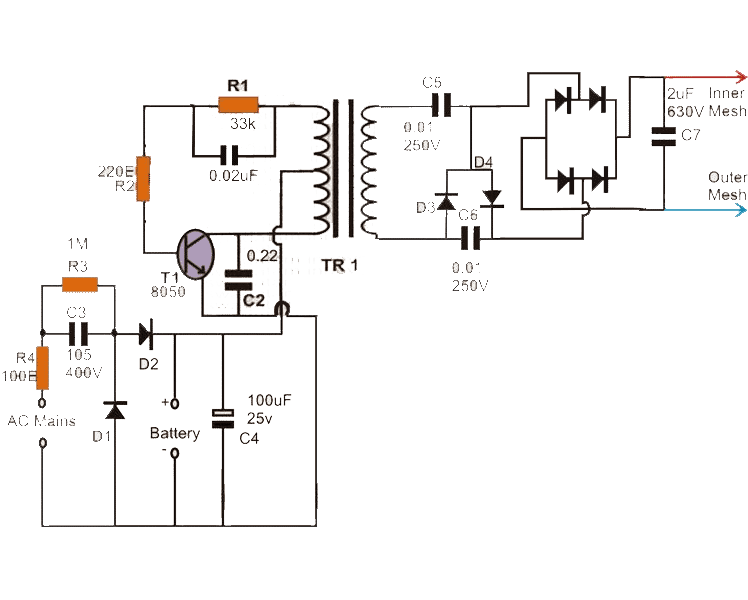 R1
33k
0.02uF
220E
R2
T1
8050
0.22
C2
TR 1
C5
0.01
250V
D4
D3
C6
0.01
250V
2uF
630V
C7
Inner
Mesh
Outer
Mesh
1M
R3
C3
105
400V
R4
100E
AC Mains
D1
D2
+
Battery
-
100uF
25v
C4